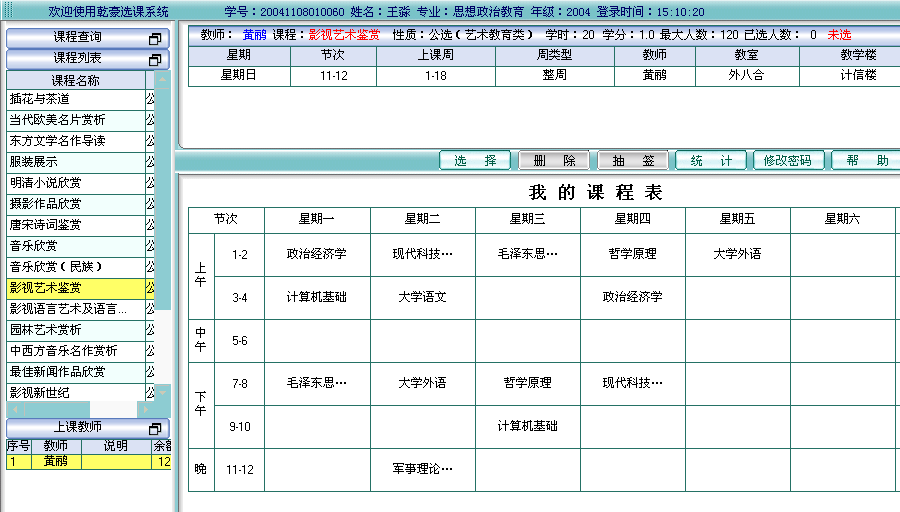 欢迎使用乾豪选课系统 学号：20041108010060 姓名：王淼 专业：思想政治教育 年级：2004 登录时间：15:10:20
课程查询
课程列表
课程名称
插花与茶道 公
当代欧美名片赏析 公
东方文学名作导读 公
服装展示 公
明清小说欣赏 公
摄影作品欣赏 公
唐宋诗词鉴赏 公
音乐欣赏 公
音乐欣赏（民族） 公
影视艺术鉴赏 公
影视语言艺术及语言... 公
园林艺术赏析 公
中西方音乐名作赏析 公
最佳新闻作品欣赏 公
影视新世纪 公
上课教师
序号 教师 说明 余额
1 黄鹂 12
教师： 黄鹂 课程：影视艺术鉴赏 性质：公选（艺术教育类） 学时：20 学分：1.0 最大人数：120 已选人数： 0 未选
星期 节次 上课周 周类型 教师 教室 教学楼
星期日 11-12 1-18 整周 黄鹂 外八合 计信楼
选 择 删 除 抽 签 统 计 修改密码 帮 助
我 的 课 程 表
节次 星期一 星期二 星期三 星期四 星期五 星期六
上午 1-2 政治经济学 现代科技… 毛泽东思… 哲学原理 大学外语
3-4 计算机基础 大学语文 政治经济学
中午 5-6
下午 7-8 毛泽东思… 大学外语 哲学原理 现代科技…
9-10 计算机基础
晚 11-12 军事理论…